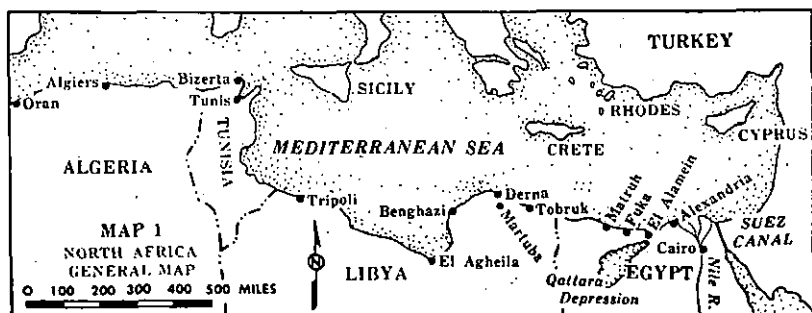 TURKEY
Algiers
Bizerta
SICILY
Oran
Tunis
RHODES
TUNISIA
CYPRUS
MEDITERRANEAN SEA
CRETE
ALGERIA
Tripoli
Derna
Matruh
Fuka
El Alamein
Alexandria
Benghazi
Martuba
Tobruk
SUEZ
CANAL
MAP 1
NORTH AFRICA
GENERAL MAP
N
LIBYA
El Agheila
Cairo
EGYPT
Qattara
Depression
Nile R.
0 100 200 300 400 500 MILES